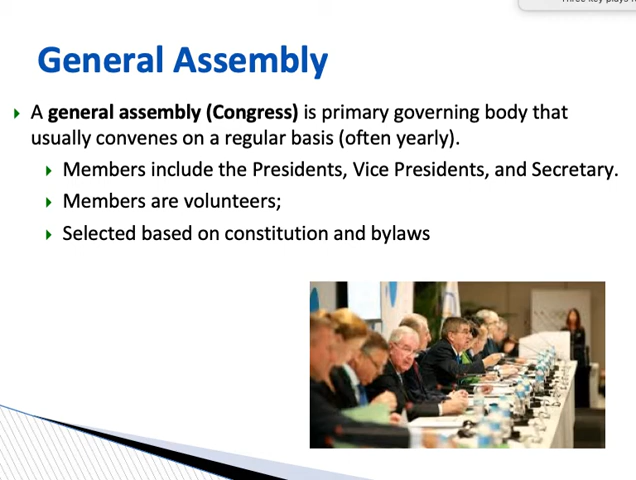 General Assembly
A general assembly (Congress) is primary governing body that
usually convenes on a regular basis (often yearly).
Members include the Presidents, Vice Presidents, and Secretary.
Members are volunteers;
Selected based on constitution and bylaws